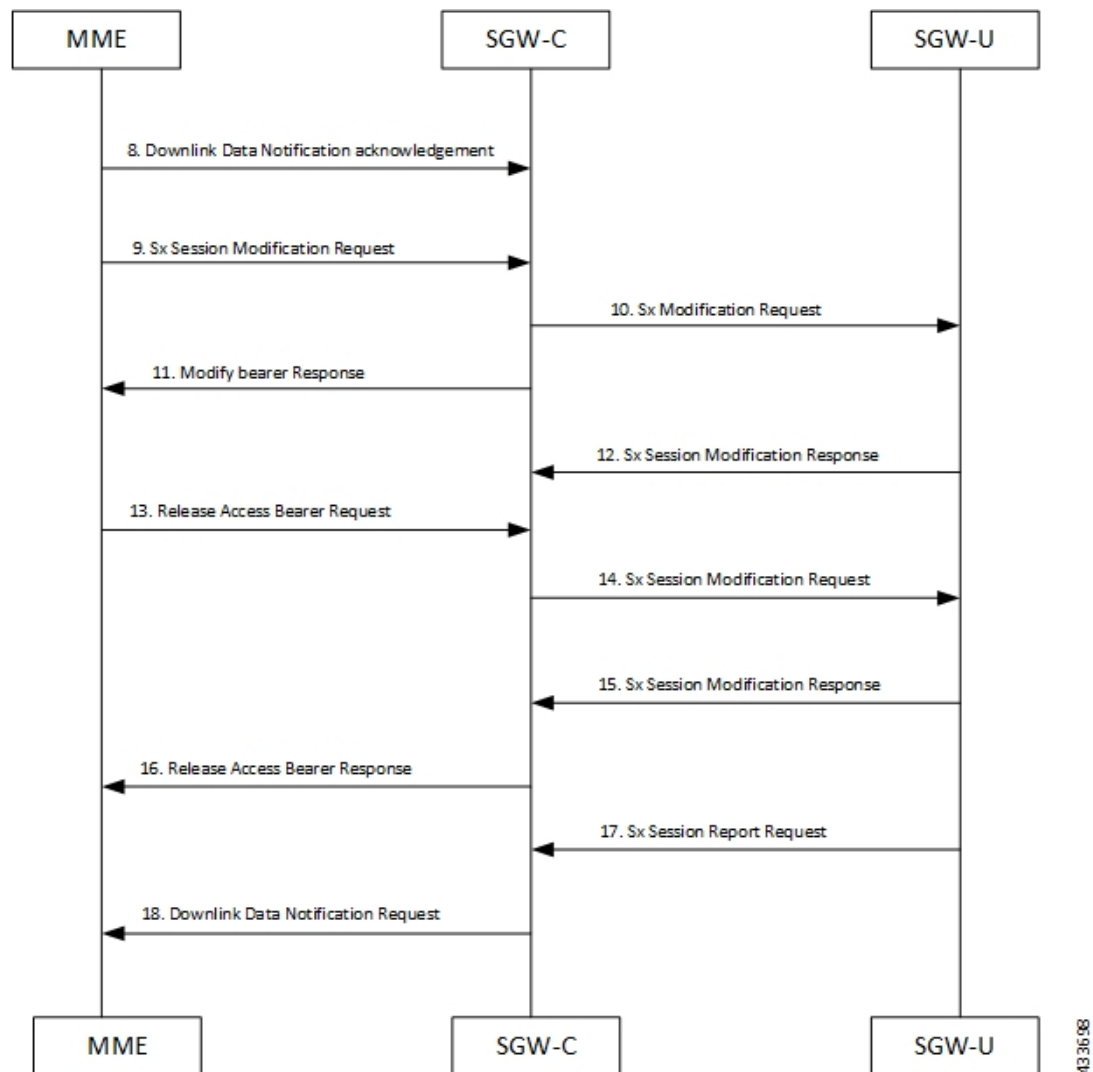 MME
SGW-C
SGW-U
8. Downlink Data Notification acknowledgement
9. Sx Session Modification Request
10. Sx Modification Request
11. Modify bearer Response
12. Sx Session Modification Response
13. Release Access Bearer Request
14. Sx Session Modification Request
15. Sx Session Modification Response
16. Release Access Bearer Response
17. Sx Session Report Request
18. Downlink Data Notification Request
MME
SGW-C
SGW-U
433698